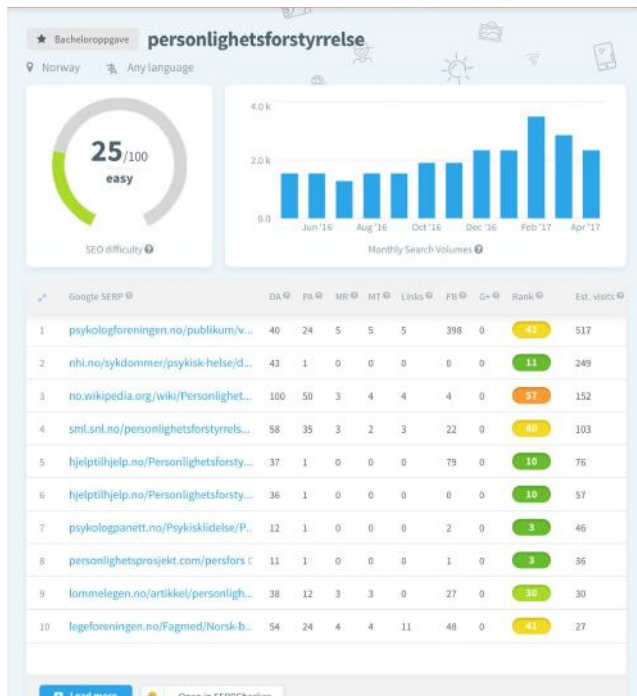 ★ Bacheloroppgave personlighetsforstyrrelse
Norway Any language
25/100
easy
SEO difficulty
4.0 k
2.0 k
0.0
Jun '16 Aug '16 Oct '16 Dec '16 Feb '17 Apr '17
Monthly Search Volumes
Google SERP DA PA MR MT Links FB G+ Rank Est. visits
1 psykologforeningen.no/publikum/v... 40 24 5 5 5 398 0 42 517
2 nhi.no/sykdommer/psykisk-helse/d... 43 1 0 0 0 0 0 11 249
3 no.wikipedia.org/wiki/Personlighet... 100 50 3 4 4 4 0 57 152
4 sml.snl.no/personlighetsforstyrrels... 58 35 3 2 3 22 0 40 103
5 hjelptilhjelp.no/Personlighetsforsty... 37 1 0 0 0 79 0 10 76
6 hjelptilhjelp.no/Personlighetsforsty... 36 1 0 0 0 0 0 10 57
7 psykologpanett.no/Psykisklidelse/P.. 12 1 0 0 0 2 0 3 46
8 personlighetsprosjekt.com/persfors 11 1 0 0 0 1 0 3 36
9 lommelegen.no/artikkel/personligh... 38 12 3 3 0 27 0 30 30
10 legeforeningen.no/Fagmed/Norsk-b... 54 24 4 4 11 48 0 41 27
Load more Open in SERPChecker